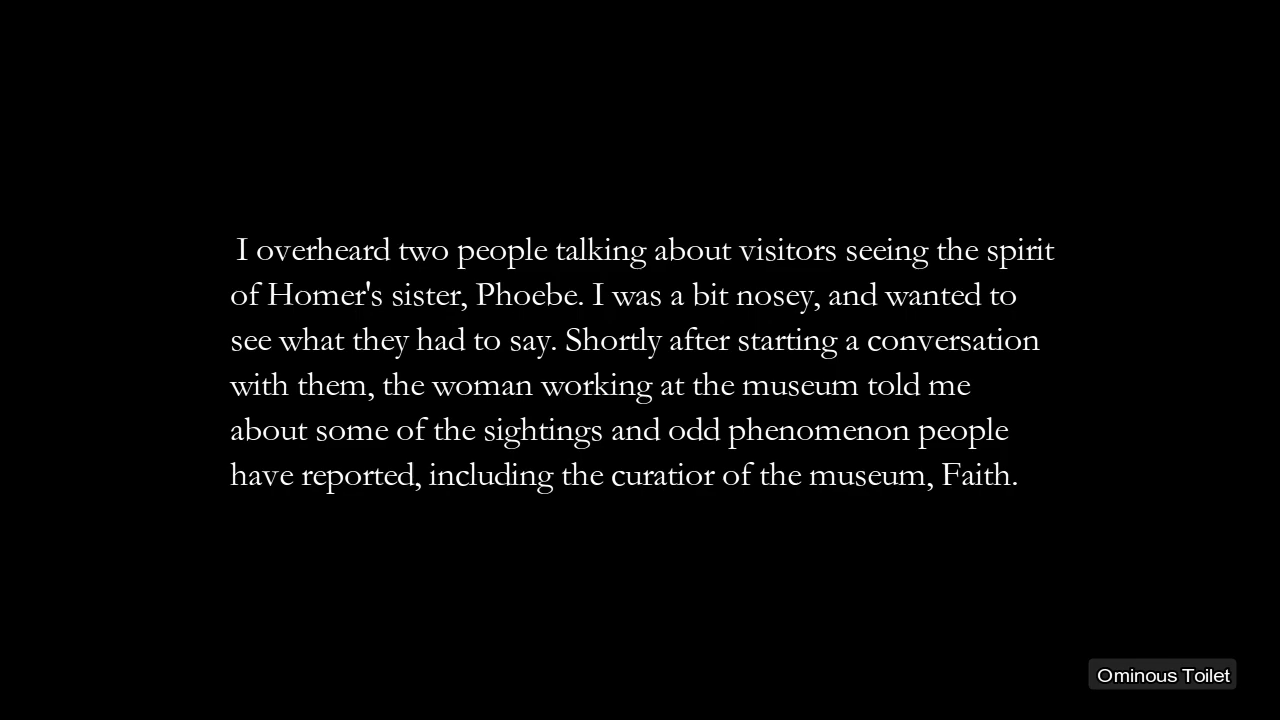 I overheard two people talking about visitors seeing the spirit
of Homer's sister, Phoebe. I was a bit nosey, and wanted to
see what they had to say. Shortly after starting a conversation
with them, the woman working at the museum told me
about some of the sightings and odd phenomenon people
have reported, including the curatior of the museum, Faith.
Ominous Toilet